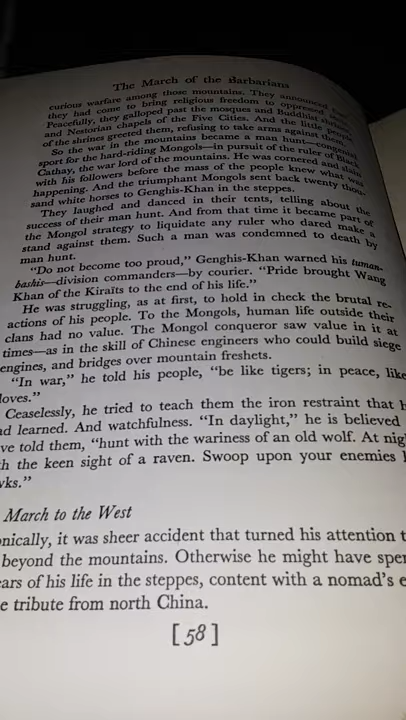 The March of the Barbarians
curious warfare among those mountains. They announced
they had come to bring religious freedom to oppressed
Peacefully, they galloped past the mosques and Buddhist shrines
and Nestorian chapels of the Five Cities. And the little people
of the shrines greeted them, refusing to take arms against them.
So the war in the mountains became a man hunt—congenial
sport for the hard-riding Mongols—in pursuit of the ruler of Black
Cathay, the war lord of the mountains. He was cornered and slain
with his followers before the mass of the people knew what was
happening. And the triumphant Mongols sent back twenty thou-
sand white horses to Genghis-Khan in the steppes.
They laughed and danced in their tents, telling about the
success of their man hunt. And from that time it became part of
the Mongol strategy to liquidate any ruler who dared make a
stand against them. Such a man was condemned to death by
man hunt.
"Do not become too proud," Genghis-Khan warned his tuman-
bashis—division commanders—by courier. "Pride brought Wang
Khan of the Kiraïts to the end of his life."
He was struggling, as at first, to hold in check the brutal re-
actions of his people. To the Mongols, human life outside their
clans had no value. The Mongol conqueror saw value in it at
times—as in the skill of Chinese engineers who could build siege
engines, and bridges over mountain freshets.
"In war," he told his people, "be like tigers; in peace, like
loves."
Ceaselessly, he tried to teach them the iron restraint that h
ad learned. And watchfulness. "In daylight," he is believed
ve told them, "hunt with the wariness of an old wolf. At nig
th the keen sight of a raven. Swoop upon your enemies l
wks."
March to the West
onically, it was sheer accident that turned his attention t
beyond the mountains. Otherwise he might have spen
ears of his life in the steppes, content with a nomad's e
e tribute from north China.
[58]